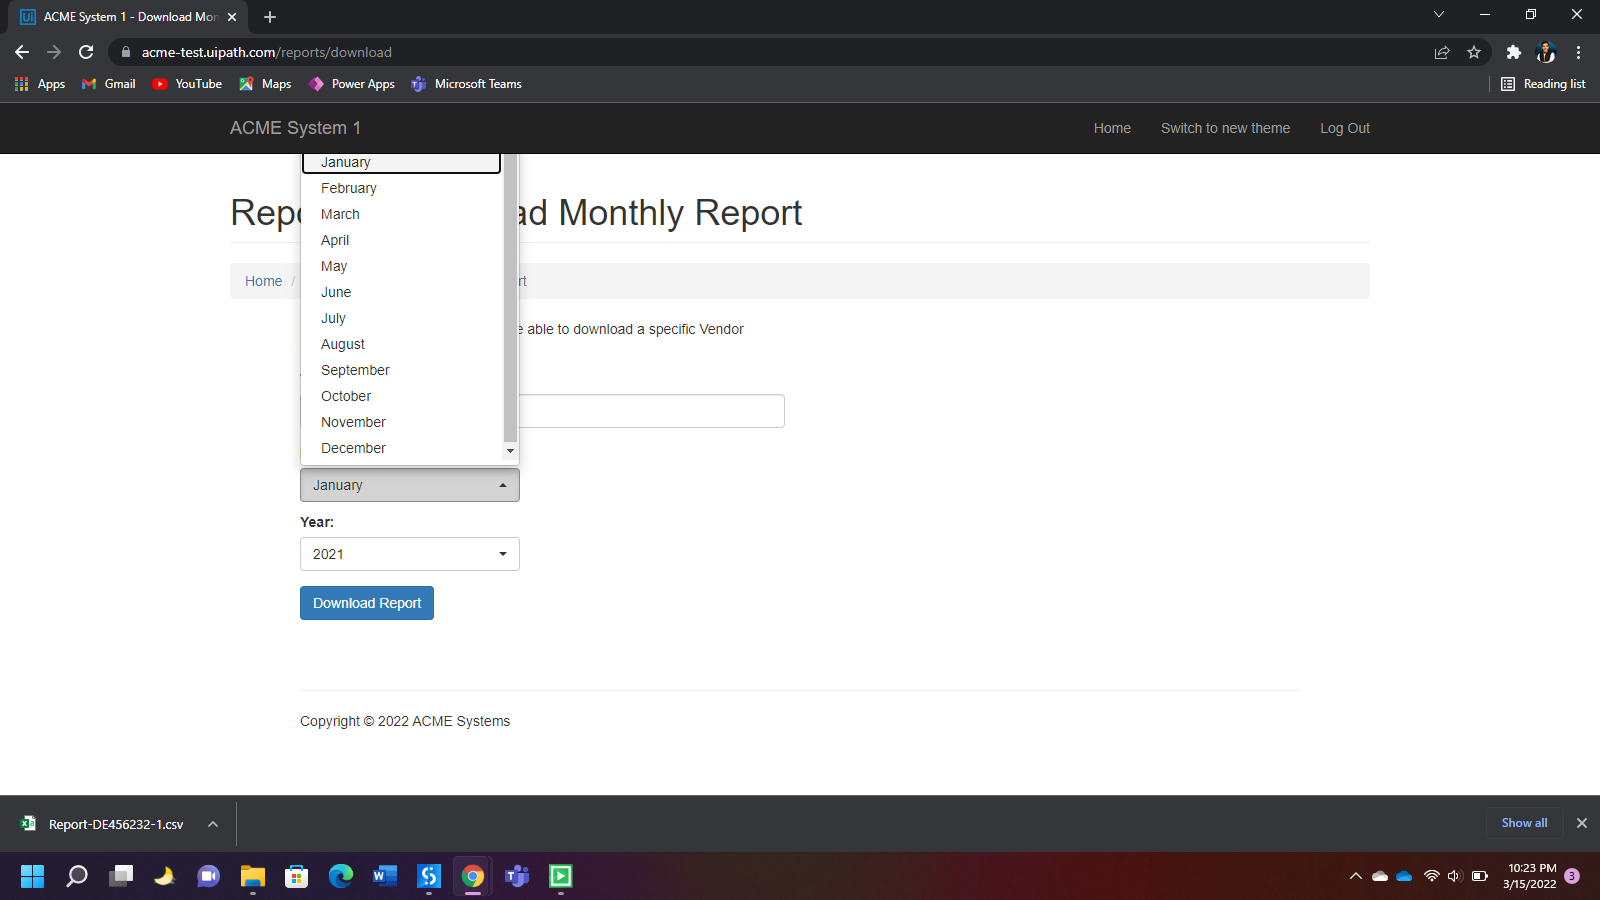 ACME System 1 - Download Mon
acme-test.uipath.com/reports/download
Apps Gmail YouTube Maps Power Apps Microsoft Teams Reading list
ACME System 1 Home Switch to new theme Log Out
January
February
March
April
May
June
July
August
September
October
November
December
Repo ad Monthly Report
Home / rt
e able to download a specific Vendor
January
Year:
2021
Download Report
Copyright © 2022 ACME Systems
Report-DE456232-1.csv Show all
10:23 PM
3/15/2022
3